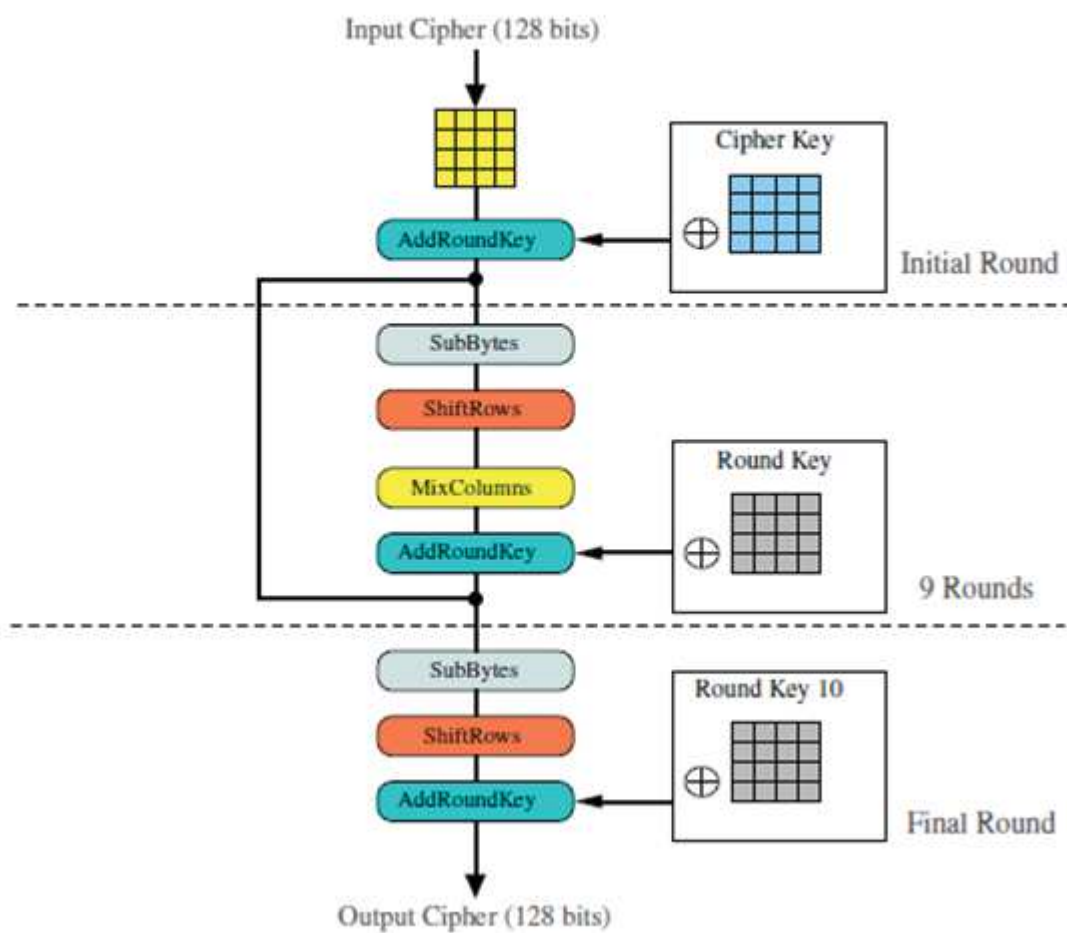 Input Cipher (128 bits)
Cipher Key
AddRoundKey
Initial Round
SubBytes
ShiftRows
Round Key
MixColumns
AddRoundKey
9 Rounds
SubBytes
Round Key 10
ShiftRows
AddRoundKey
Final Round
Output Cipher (128 bits)